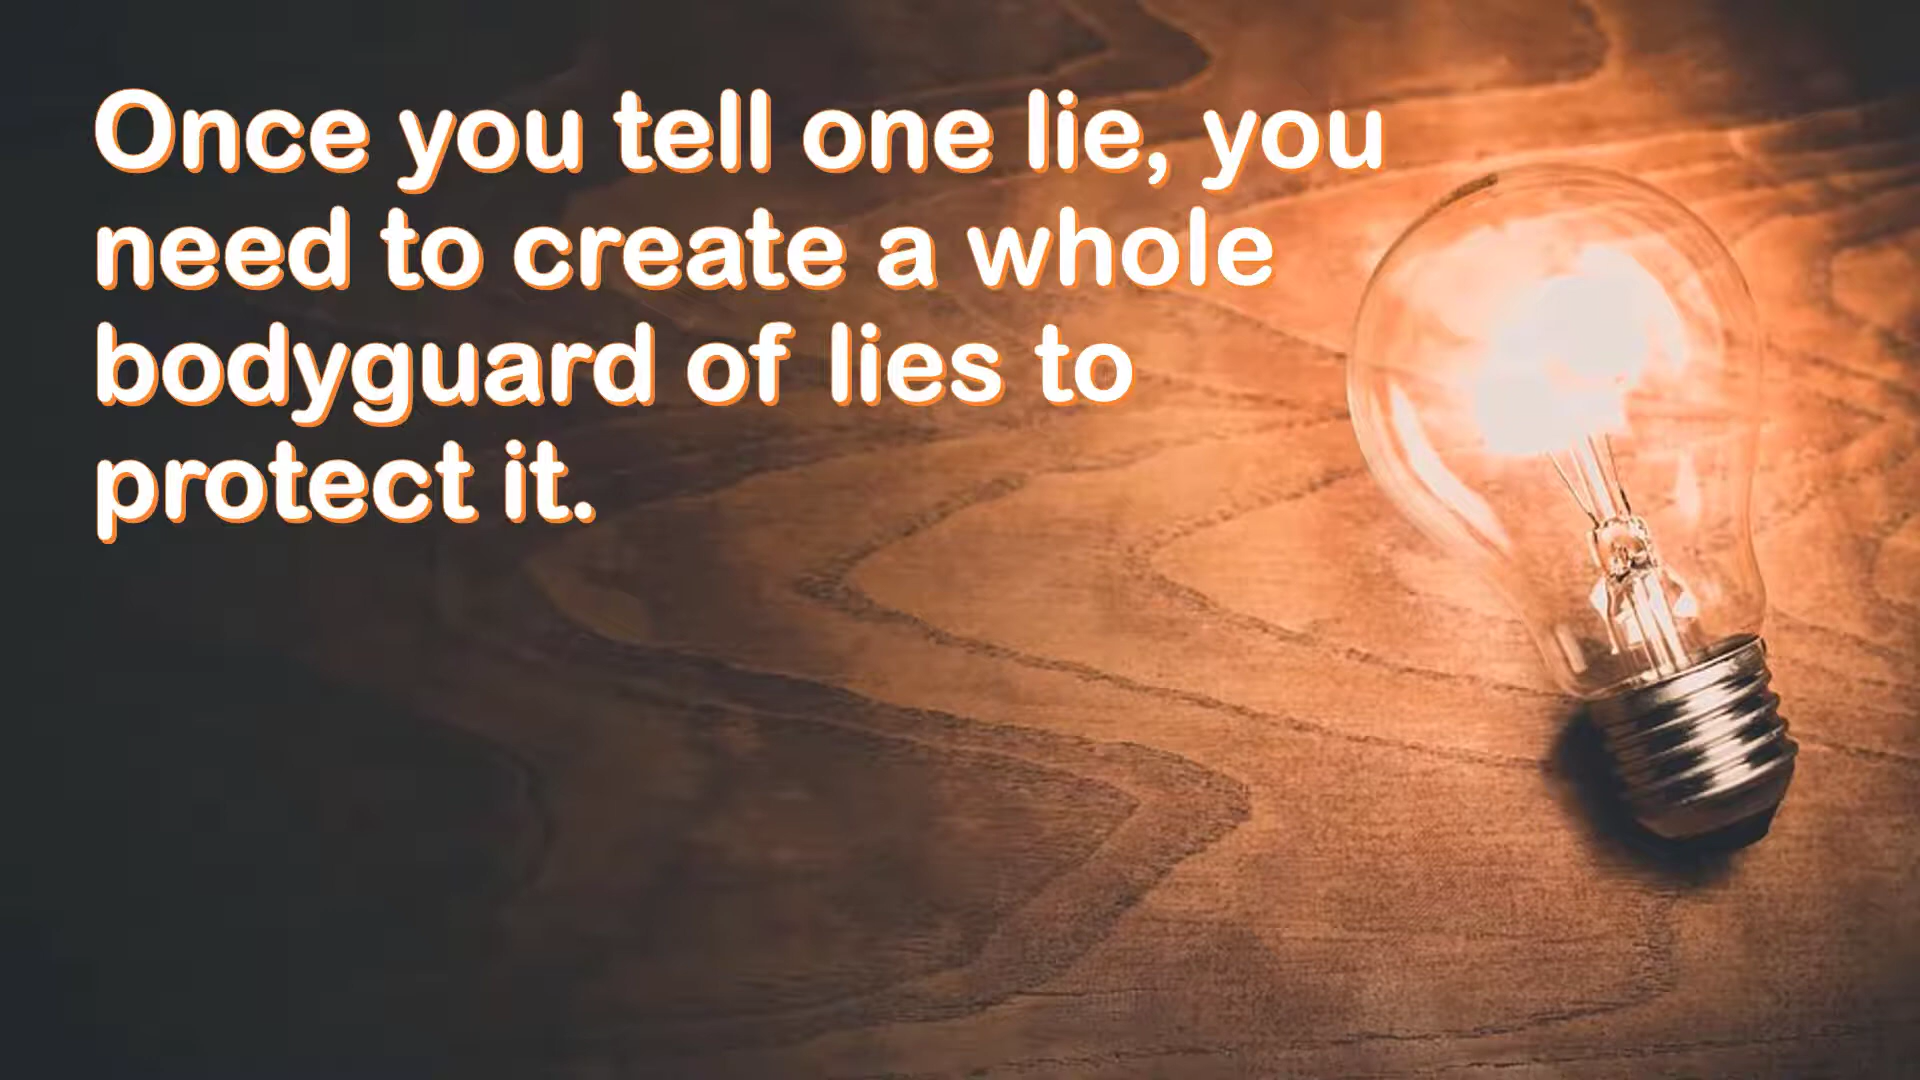 Once you tell one lie, you
need to create a whole
bodyguard of lies to
protect it.